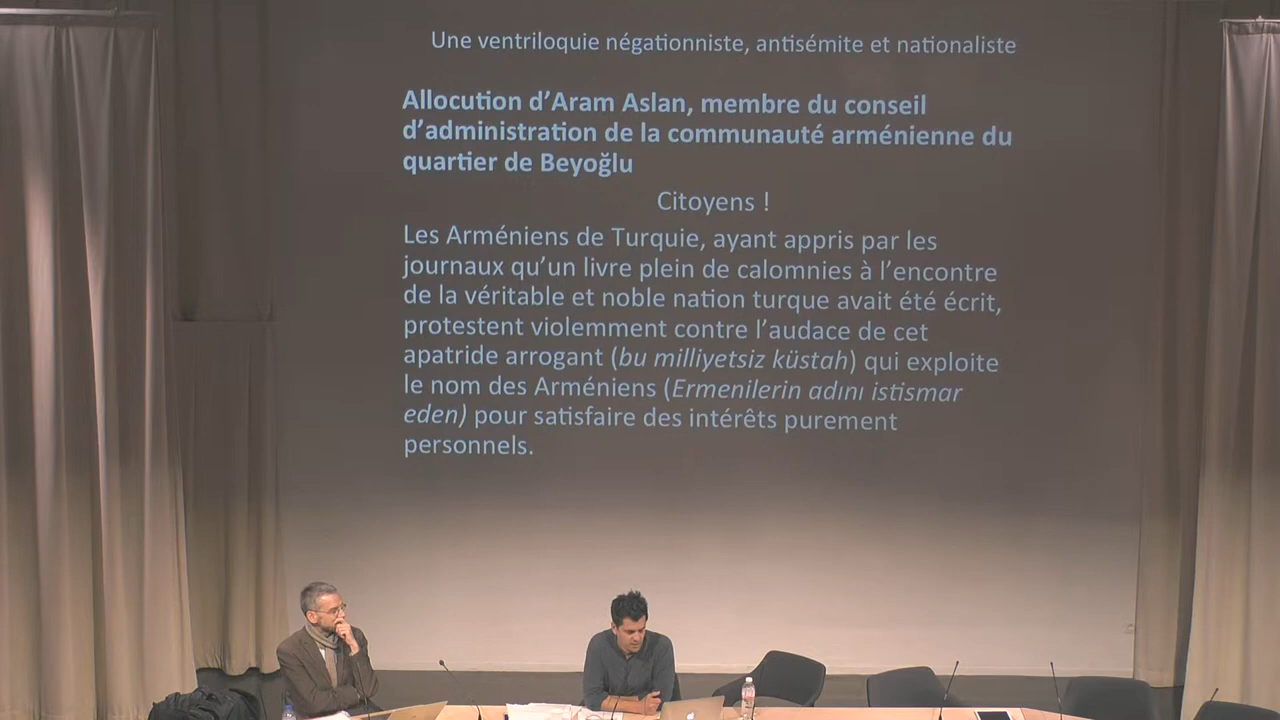 Une ventriloquie négationniste, antisémite et nationaliste
Allocution d’Aram Aslan, membre du conseil
d’administration de la communauté arménienne du
quartier de Beyoğlu
Citoyens !
Les Arméniens de Turquie, ayant appris par les
journaux qu’un livre plein de calomnies à l’encontre
de la véritable et noble nation turque avait été écrit,
protestent violemment contre l’audace de cet
apatride arrogant (bu milliyetsiz küstah) qui exploite
le nom des Arméniens (Ermenilerin adını istismar
eden) pour satisfaire des intérêts purement
personnels.